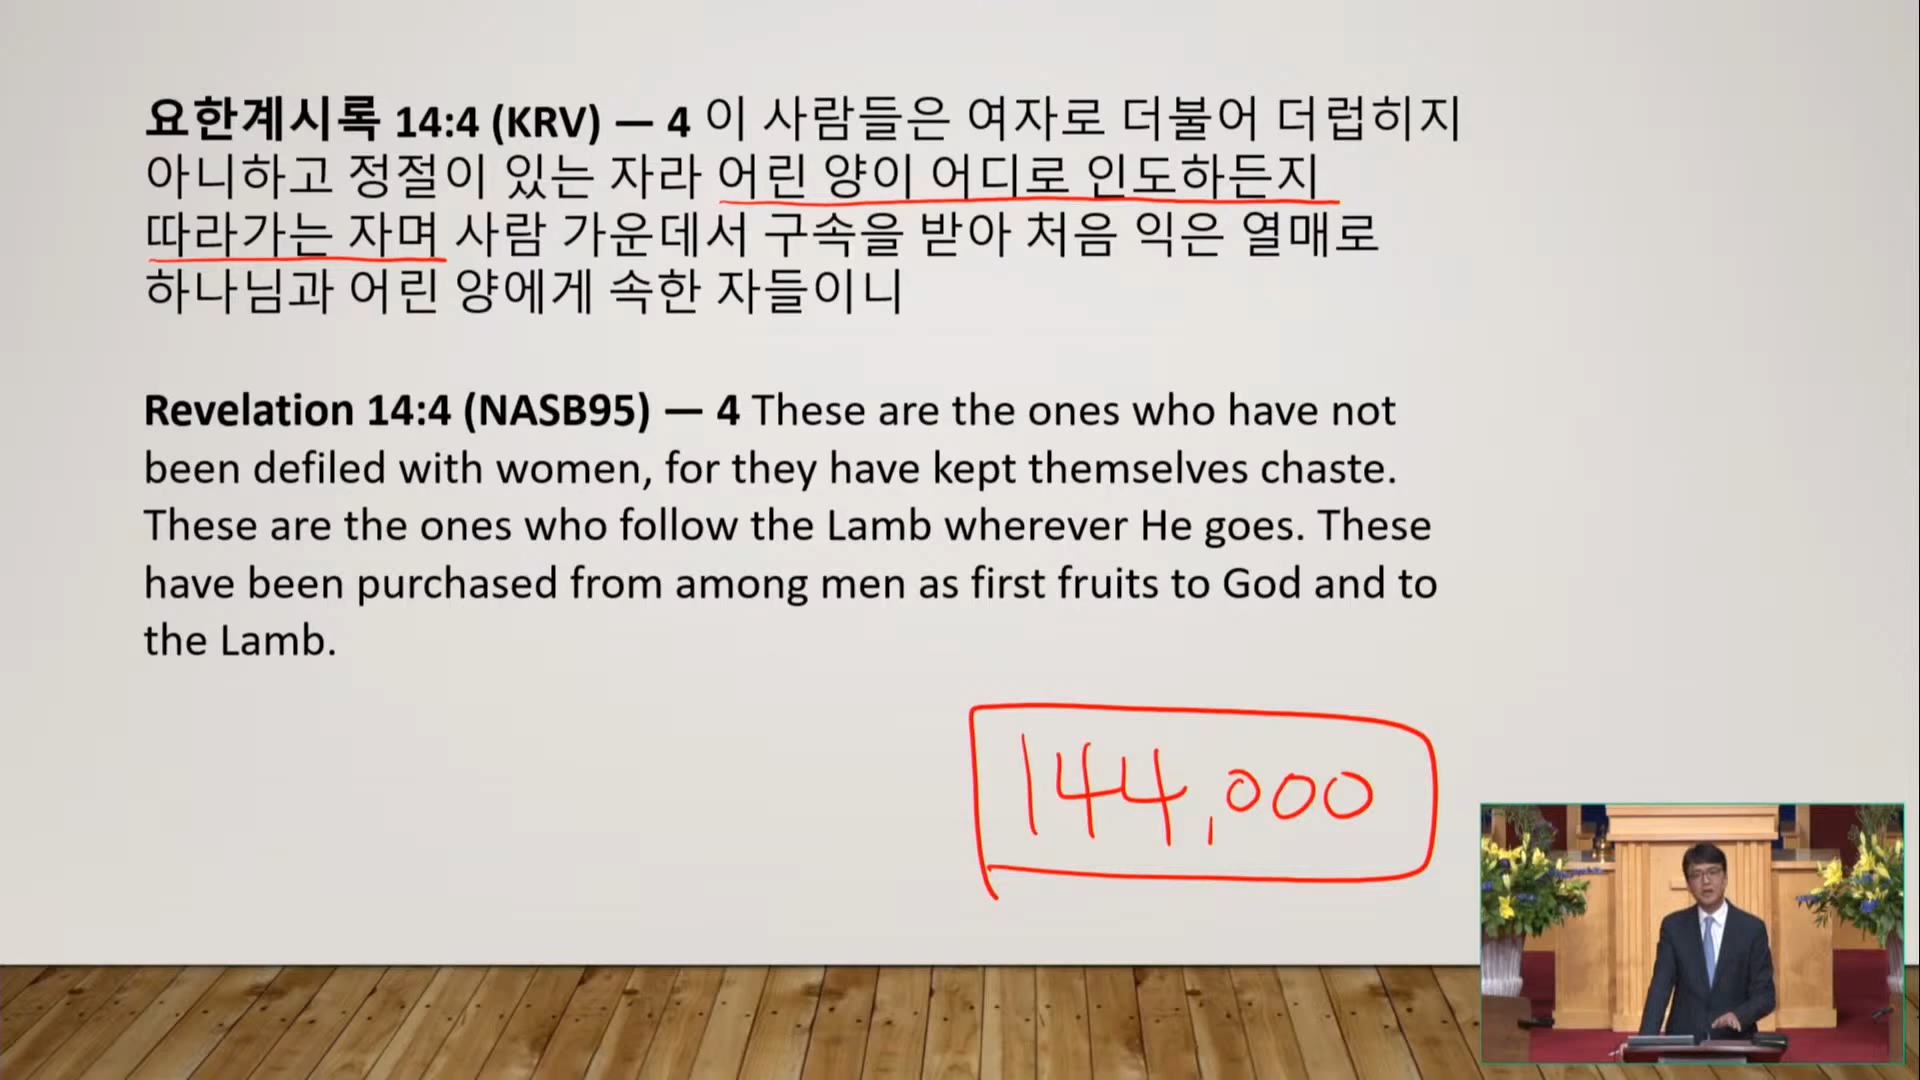 요한계시록 14:4 (KRV) — 4 이 사람들은 여자로 더불어 더럽히지
아니하고 정절이 있는 자라 어린 양이 어디로 인도하든지
따라가는 자며 사람 가운데서 구속을 받아 처음 익은 열매로
하나님과 어린 양에게 속한 자들이니
Revelation 14:4 (NASB95) — 4 These are the ones who have not
been defiled with women, for they have kept themselves chaste.
These are the ones who follow the Lamb wherever He goes. These
have been purchased from among men as first fruits to God and to
the Lamb.
144,000